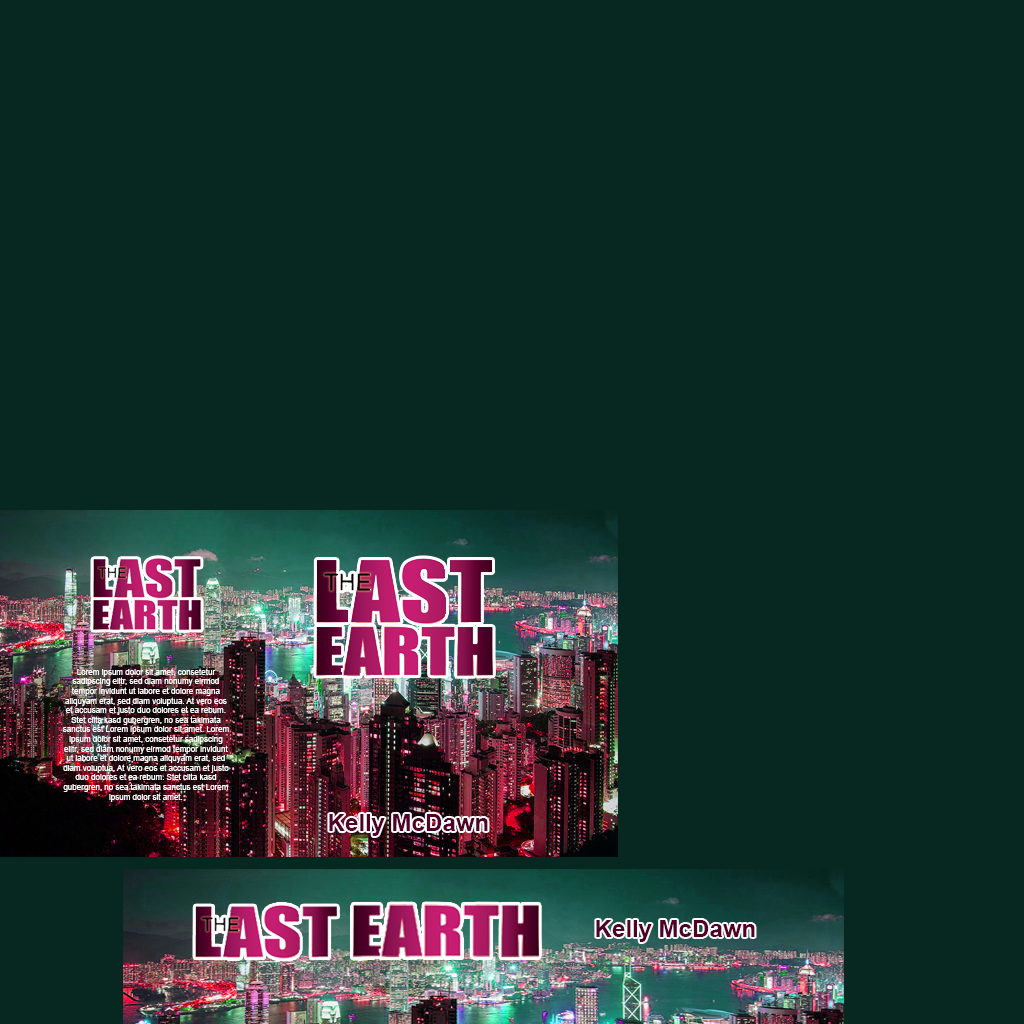 THE
LAST
EARTH
Lorem ipsum dolor sit amet, consetetur
sadipscing elitr, sed diam nonumy eirmod
tempor invidunt ut labore et dolore magna
aliquyam erat, sed diam voluptua. At vero eos
et accusam et justo duo dolores et ea rebum.
Stet clita kasd gubergren, no sea takimata
sanctus est Lorem ipsum dolor sit amet. Lorem
ipsum dolor sit amet, consetetur sadipscing
elitr, sed diam nonumy eirmod tempor invidunt
ut labore et dolore magna aliquyam erat, sed
diam voluptua. At vero eos et accusam et justo
duo dolores et ea rebum. Stet clita kasd
gubergren, no sea takimata sanctus est Lorem
ipsum dolor sit amet.
THE
LAST
EARTH
Kelly McDawn
THE
LAST EARTH
Kelly McDawn